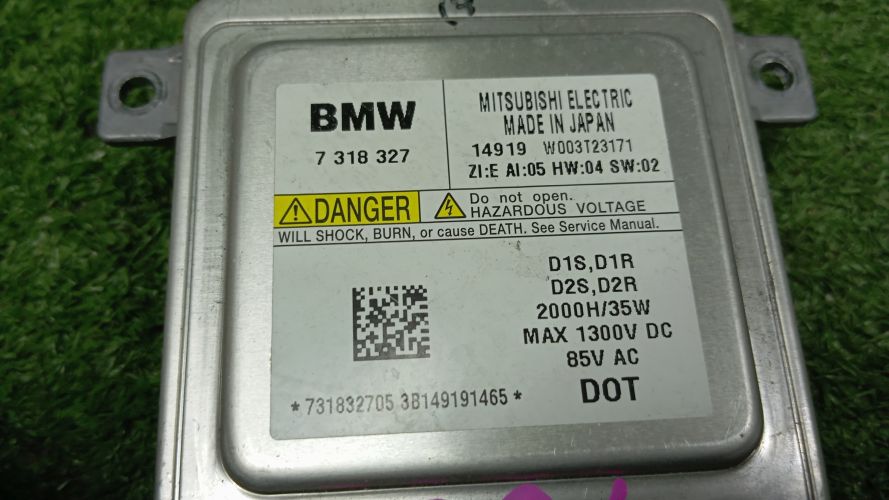 BMW
7 318 327
MITSUBISHI ELECTRIC
MADE IN JAPAN
14919 W003T23171
ZI:E AI:05 HW:04 SW:02
DANGER
Do not open.
HAZARDOUS VOLTAGE
WILL SHOCK, BURN, or cause DEATH. See Service Manual.
D1S,D1R
D2S,D2R
2000H/35W
MAX 1300V DC
85V AC
DOT
*731832705 3B149191465*